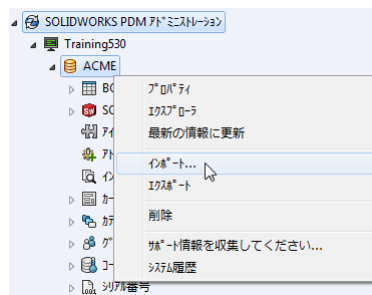 SOLIDWORKS PDM ｱﾄﾞﾐﾆｽﾄﾚｰｼｮﾝ
Training530
ACME
BO
ﾌﾟﾛﾊﾟﾃｨ
SO
ｴｸｽﾌﾟﾛｰﾗ
ｱｲ
最新の情報に更新
ｱﾄ
ｲﾝ
ｲﾝﾎﾟｰﾄ...
ｶｰ
ｴｸｽﾎﾟｰﾄ
ｶﾃ
削除
ｸﾞ
ｻﾎﾟｰﾄ情報を収集してください...
ｺｰ
ｼｽﾃﾑ履歴
ｼﾘｱﾙ番号